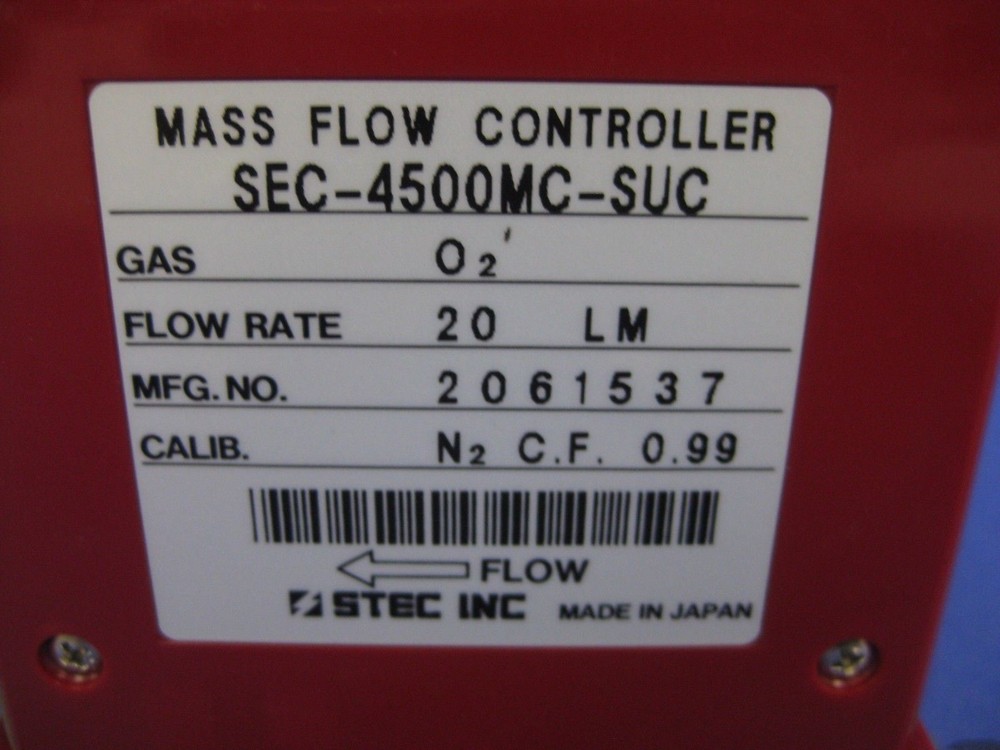 MASS FLOW CONTROLLER
SEC-4500MC-SUC
GAS O₂'
FLOW RATE 20 LM
MFG.NO. 2061537
CALIB. N₂ C.F. 0.99
FLOW
STEC INC MADE IN JAPAN